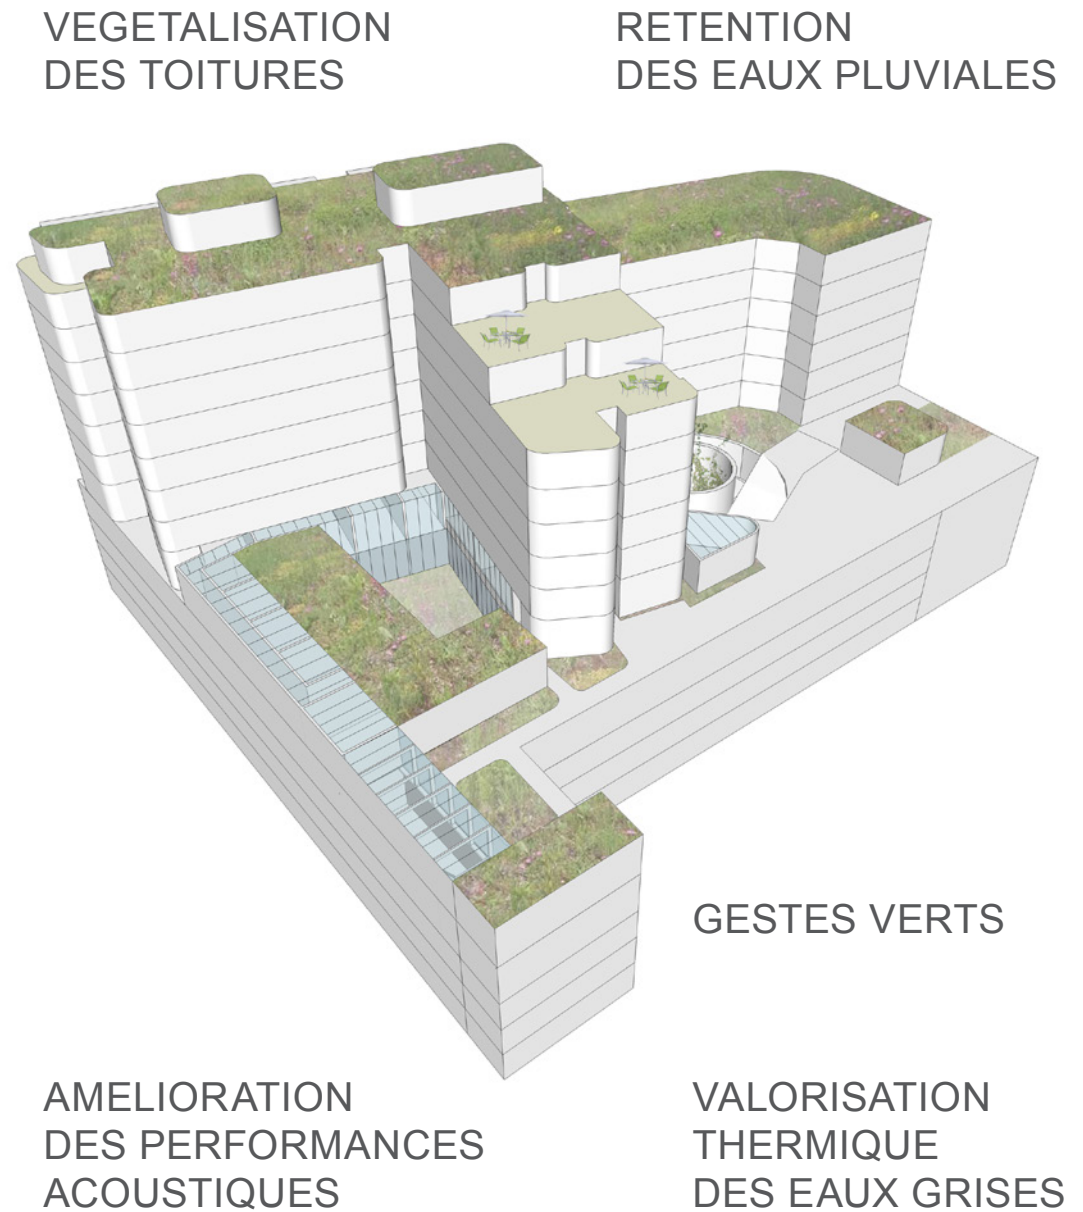 VEGETALISATION
DES TOITURES
RETENTION
DES EAUX PLUVIALES
GESTES VERTS
AMELIORATION
DES PERFORMANCES
ACOUSTIQUES
VALORISATION
THERMIQUE
DES EAUX GRISES